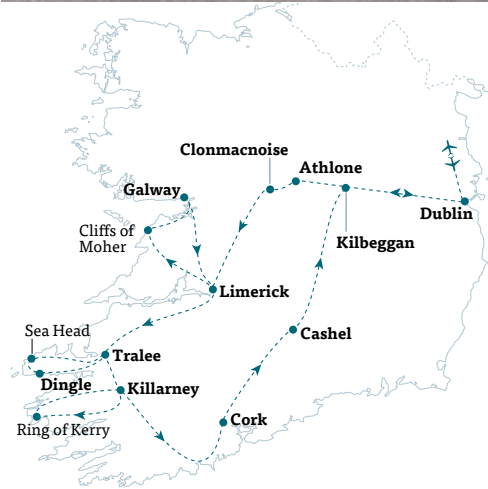 Clonmacnoise
Athlone
Galway
Dublin
Cliffs of
Moher
Kilbeggan
Limerick
Sea Head
Cashel
Tralee
Dingle
Killarney
Ring of Kerry
Cork